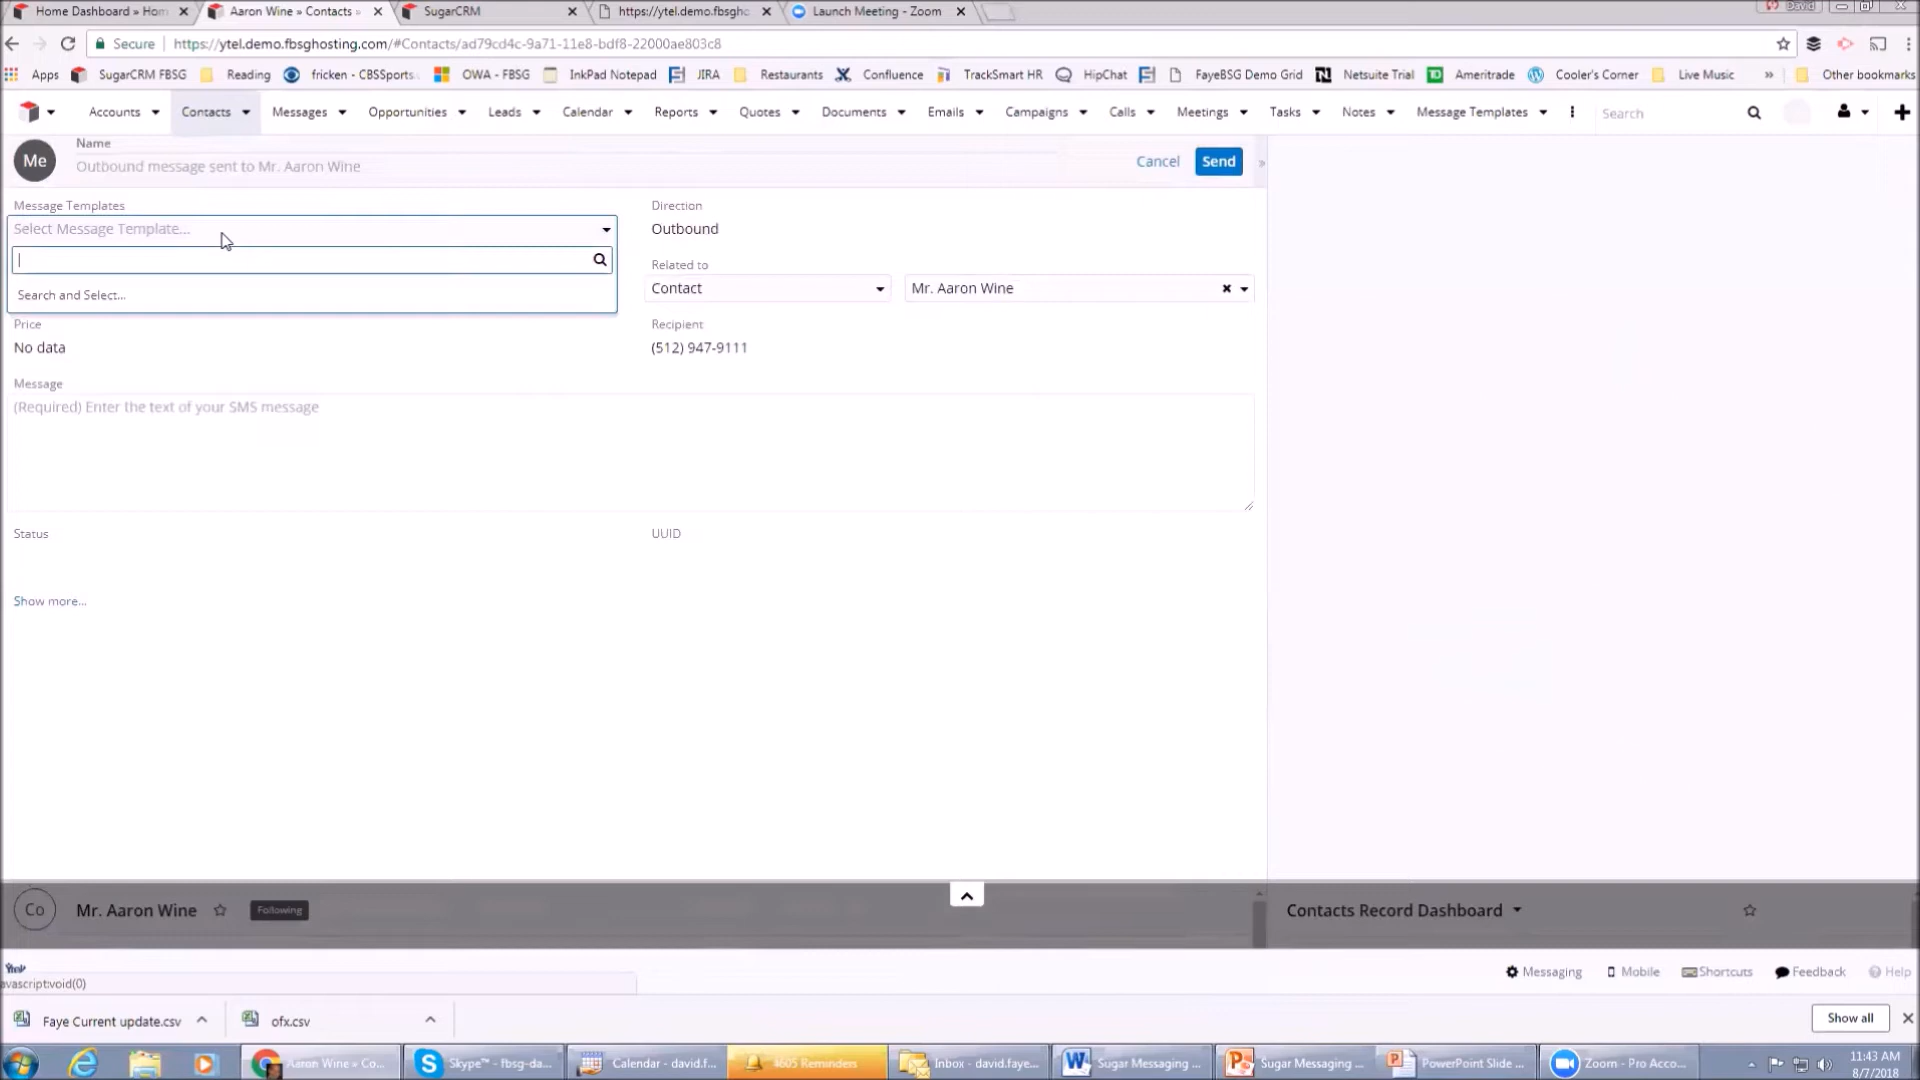 Home Dashboard » Hom
Aaron Wine » Contacts »
SugarCRM
https://ytel.demo.fbsgho
Launch Meeting - Zoom
David
Secure
https://ytel.demo.fbsghosting.com/#Contacts/ad79cd4c-9a71-11e8-bdf8-22000ae803c8
Apps SugarCRM FBSG Reading fricken - CBSSports. OWA - FBSG InkPad Notepad JIRA Restaurants Confluence TrackSmart HR HipChat FayeBSG Demo Grid Netsuite Trial Ameritrade Cooler's Corner Live Music » Other bookmarks
Accounts Contacts Messages Opportunities Leads Calendar Reports Quotes Documents Emails Campaigns Calls Meetings Tasks Notes Message Templates Search
Me
Name
Outbound message sent to Mr. Aaron Wine
Cancel Send »
Message Templates
Direction
Select Message Template...
Outbound
Related to
Search and Select...
Contact
Mr. Aaron Wine
Price
Recipient
No data
(512) 947-9111
Message
(Required) Enter the text of your SMS message
Status
UUID
Show more...
Co
Mr. Aaron Wine
Following
Contacts Record Dashboard
avascript:void(0)
Messaging Mobile Shortcuts Feedback Help
Faye Current update.csv
ofx.csv
Show all
Aaron Wine » Co...
Skype™ - fbsg-da...
Calendar - david.f...
4605 Reminders
Inbox - david.faye...
Sugar Messaging ...
Sugar Messaging ...
PowerPoint Slide ...
Zoom - Pro Acco...
11:43 AM
8/7/2018